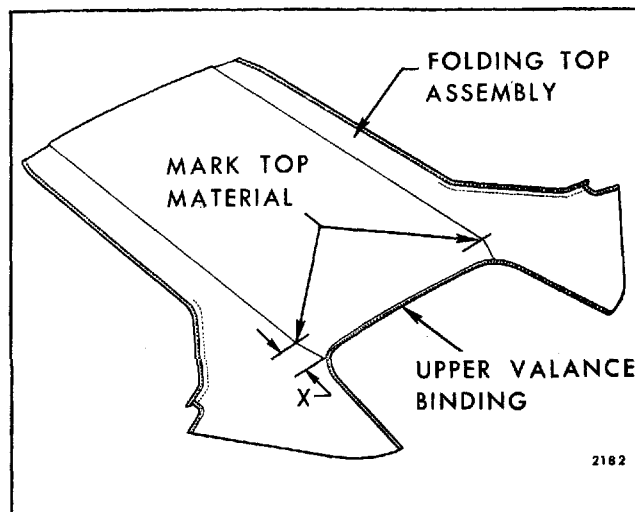 FOLDING TOP
ASSEMBLY
MARK TOP
MATERIAL
X
UPPER VALANCE
BINDING
2182